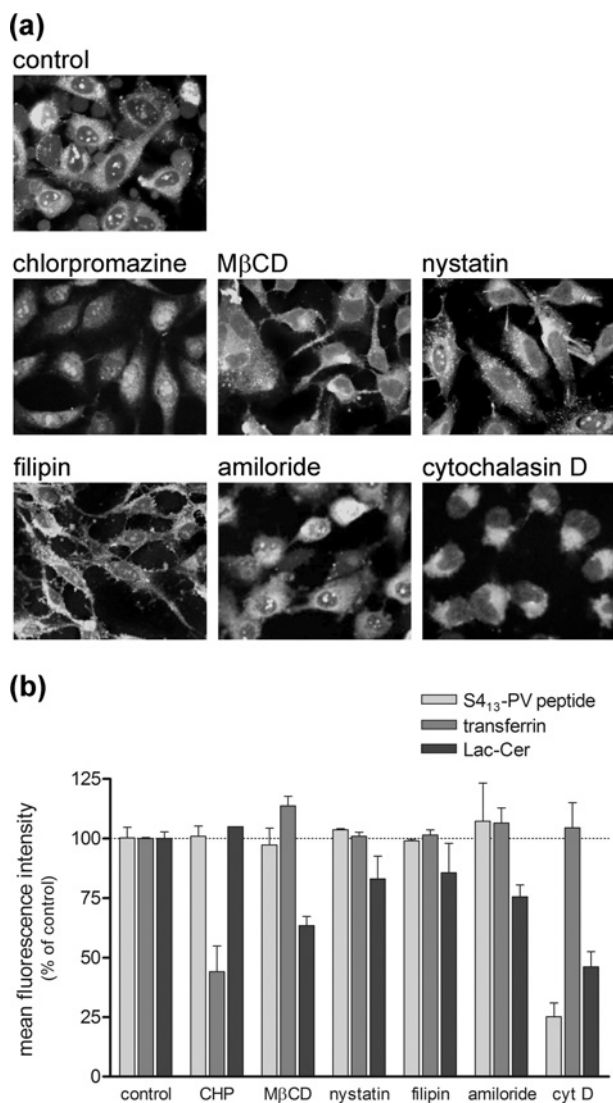 (a)
control
chlorpromazine MβCD nystatin
filipin amiloride cytochalasin D
(b)
S4₁₃-PV peptide
transferrin
Lac-Cer
mean fluorescence intensity
(% of control)
125
100
75
50
25
0
control CHP MβCD nystatin filipin amiloride cyt D